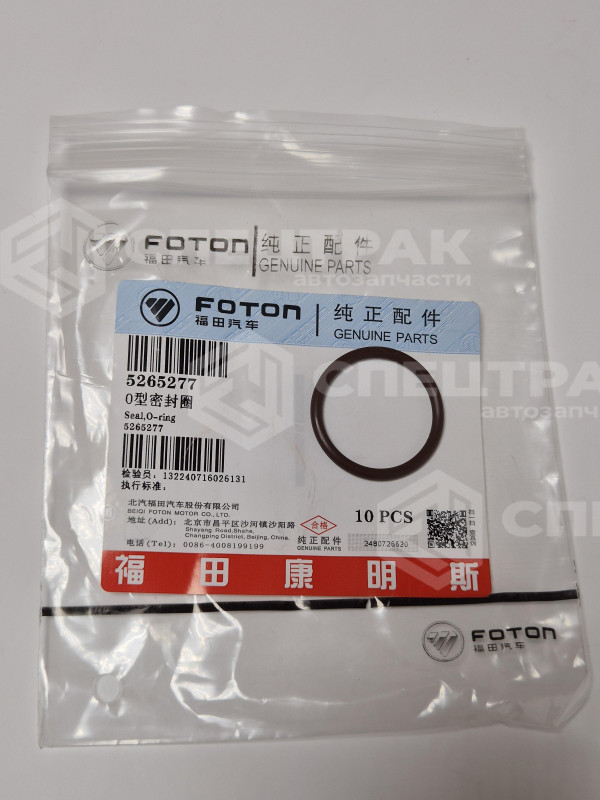 FOTON
福田汽车
纯正配件
GENUINE PARTS
FOTON
福田汽车
纯正配件
GENUINE PARTS
5265277
O型密封圈
Seal,O-ring
5265277
检验员: 132240716026131
执行标准:
北汽福田汽车股份有限公司
BEIQI FOTON MOTOR CO., LTD.
地址(Add): 北京市昌平区沙河镇沙阳路
Shayang Road,Shahe,
Changping District, Beijing, China.
电话(Tel): 0086-4008199199
合格
纯正配件
GENUINE PARTS
10 PCS
2480726620
福田康明斯
FOTON
福田汽车
СПЕЦТРАК
автозапчасти
СПЕЦТРАК
автозапчасти